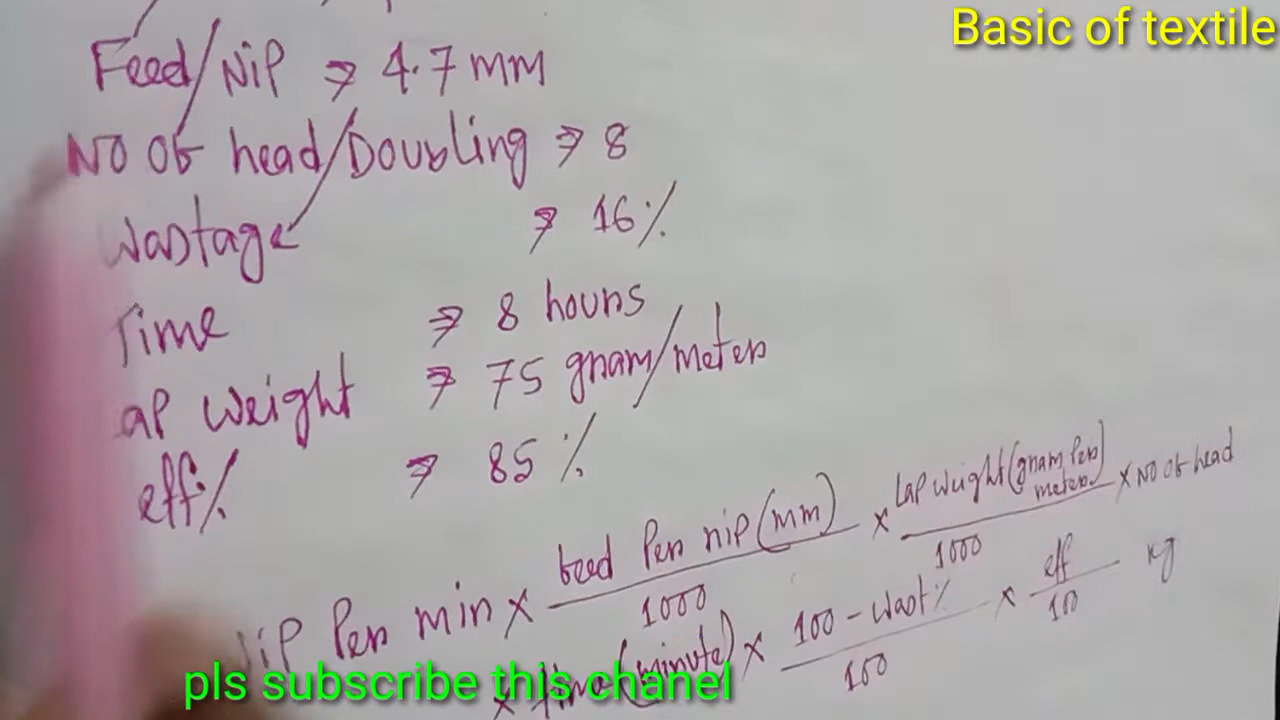 Basic of textile
Feed/NiP => 4.7 mm
No Of head/Doubling => 8
Wastage => 16%
Time => 8 hours
ap weight => 75 gram/meter
eff% => 85%
NiP Per min x feed Per nip(mm)/1000 x Lap weight(gram Per meter)/1000 x No Of head
x time(minute) x 100-wast%/100 x eff/100 kg
pls subscribe this chanel